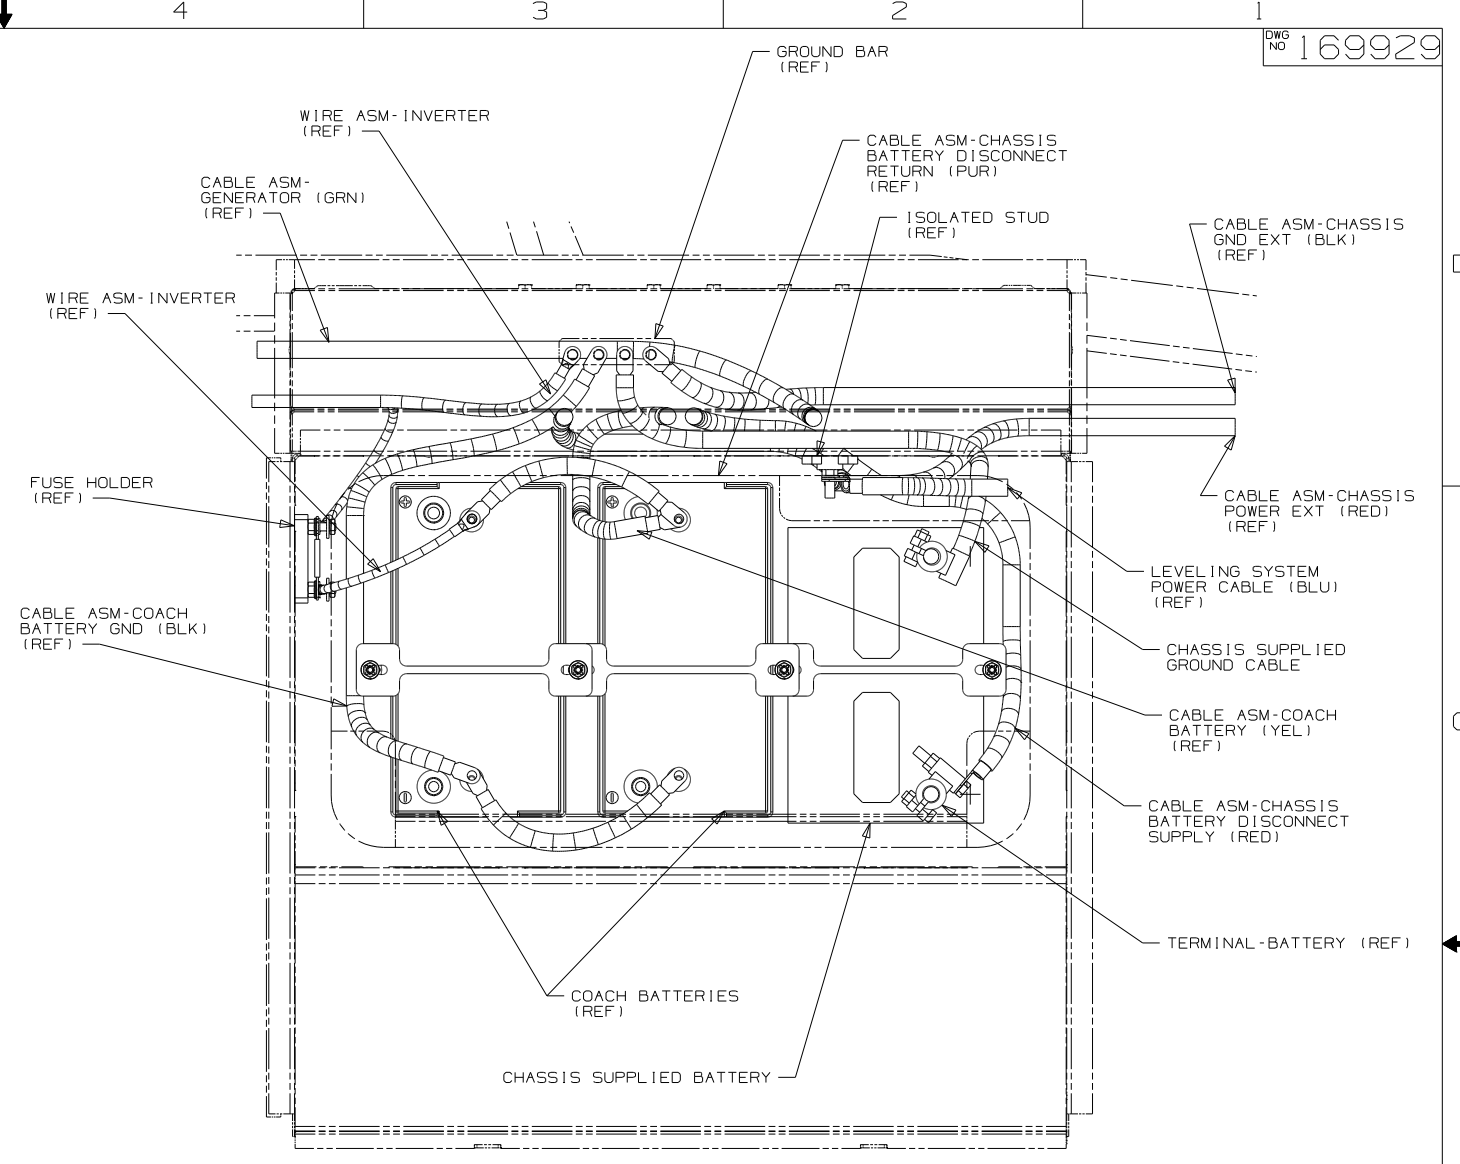 4 3 2 1
DWG
NO 169929
GROUND BAR
(REF)
WIRE ASM-INVERTER
(REF)
CABLE ASM-CHASSIS
BATTERY DISCONNECT
RETURN (PUR)
(REF)
CABLE ASM-
GENERATOR (GRN)
(REF)
ISOLATED STUD
(REF)
CABLE ASM-CHASSIS
GND EXT (BLK)
(REF)
WIRE ASM-INVERTER
(REF)
FUSE HOLDER
(REF)
CABLE ASM-CHASSIS
POWER EXT (RED)
(REF)
LEVELING SYSTEM
POWER CABLE (BLU)
(REF)
CABLE ASM-COACH
BATTERY GND (BLK)
(REF)
CHASSIS SUPPLIED
GROUND CABLE
CABLE ASM-COACH
BATTERY (YEL)
(REF)
CABLE ASM-CHASSIS
BATTERY DISCONNECT
SUPPLY (RED)
TERMINAL-BATTERY (REF)
COACH BATTERIES
(REF)
CHASSIS SUPPLIED BATTERY